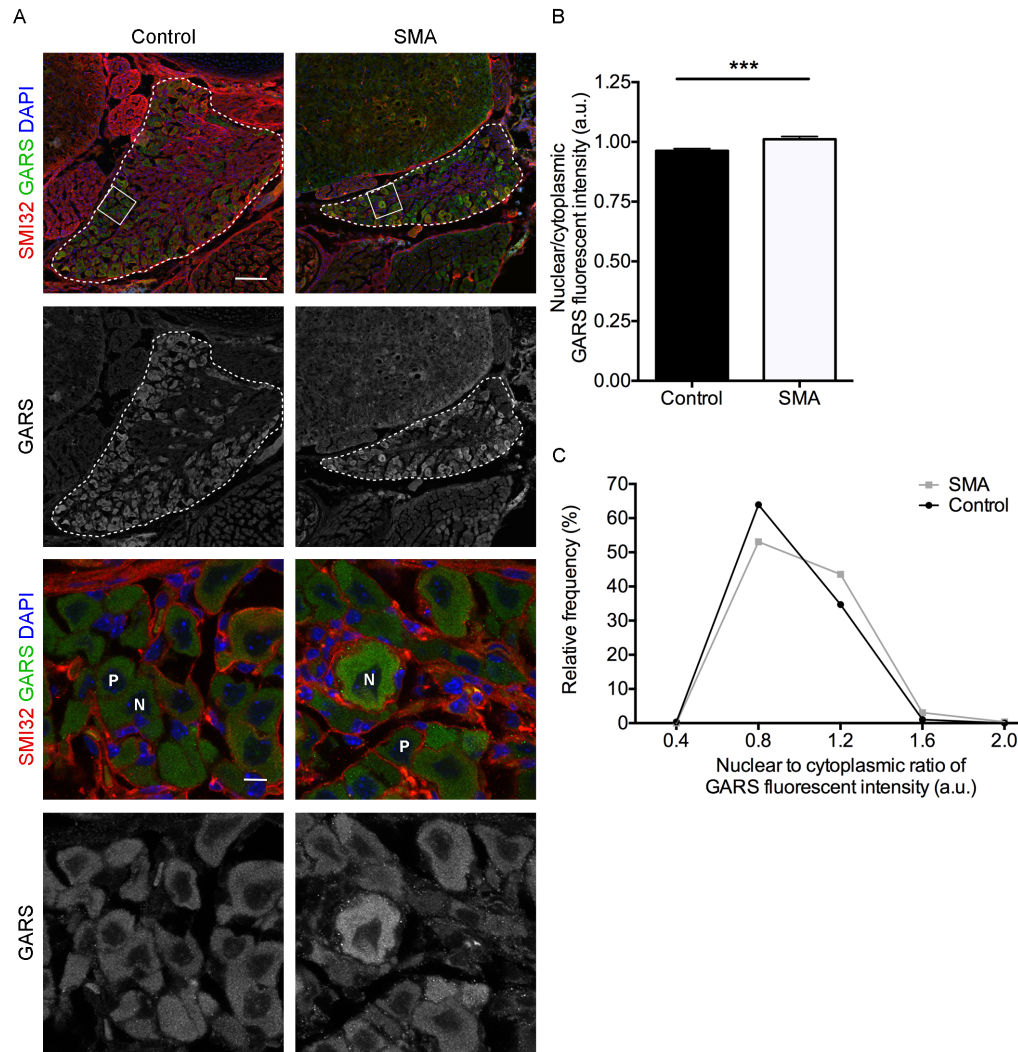 A
Control
SMA
SMI32 GARS DAPI
GARS
SMI32 GARS DAPI
P
N
N
P
GARS
B
Nuclear/cytoplasmic
GARS fluorescent intensity (a.u.)
1.25
1.00
0.75
0.50
0.25
0.00
***
Control
SMA
C
SMA
Control
Relative frequency (%)
70
60
50
40
30
20
10
0
0.4 0.8 1.2 1.6 2.0
Nuclear to cytoplasmic ratio of
GARS fluorescent intensity (a.u.)